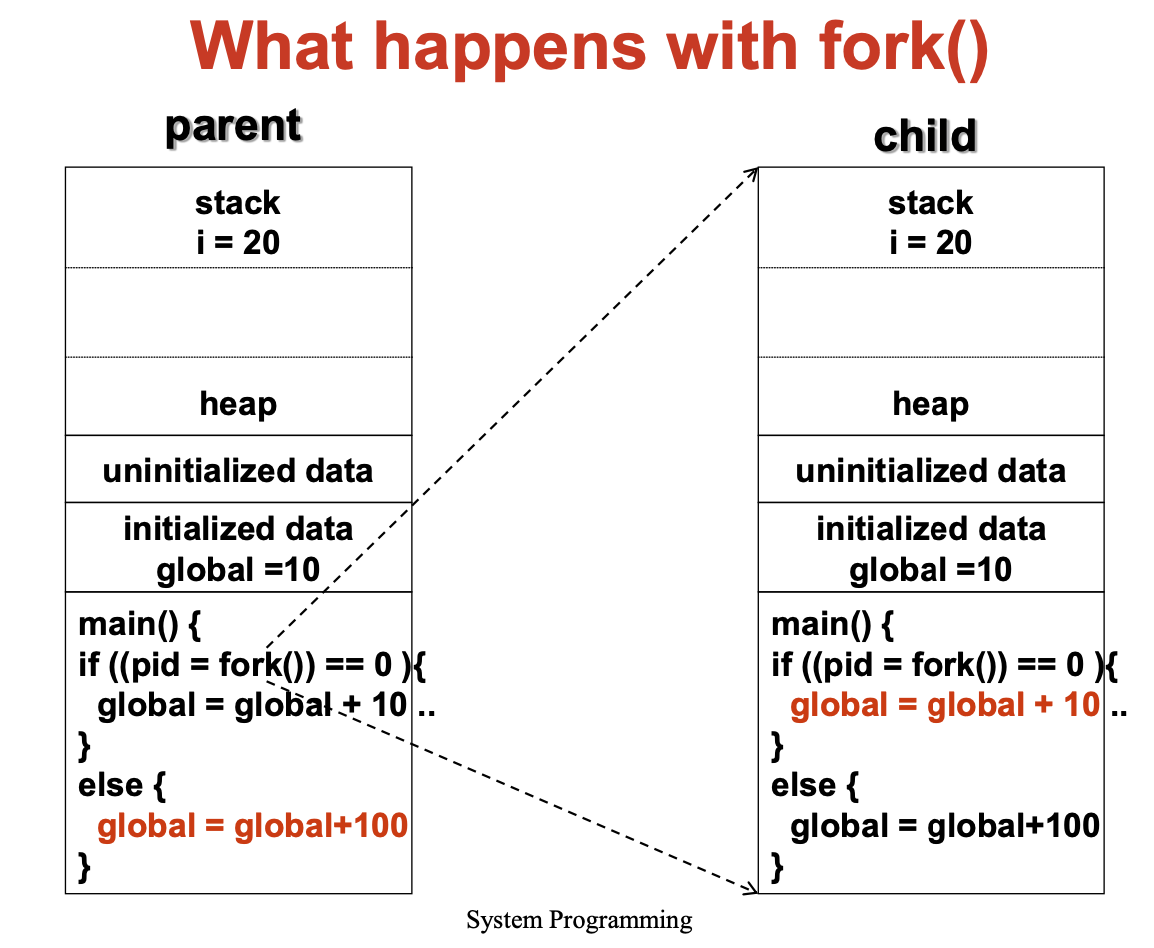 What happens with fork()
parent
stack
i = 20
heap
uninitialized data
initialized data
global =10
main() {
if ((pid = fork()) == 0 ){
global = global + 10 ..
}
else {
global = global+100
}
child
stack
i = 20
heap
uninitialized data
initialized data
global =10
main() {
if ((pid = fork()) == 0 ){
global = global + 10 ..
}
else {
global = global+100
}
System Programming